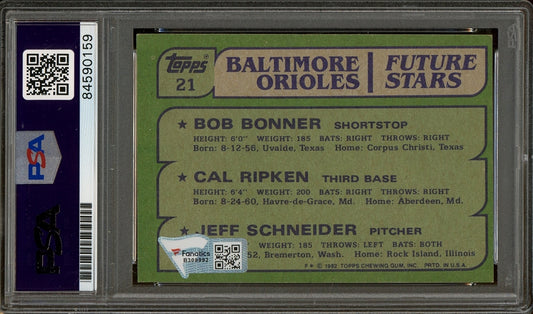 84590159
PSA
PSA
Topps
21
BALTIMORE ORIOLES
FUTURE STARS
★ BOB BONNER SHORTSTOP
HEIGHT: 6'0" WEIGHT: 185 BATS: RIGHT THROWS: RIGHT
Born: 8-12-56, Uvalde, Texas Home: Corpus Christi, Texas
★ CAL RIPKEN THIRD BASE
HEIGHT: 6'4" WEIGHT: 200 BATS: RIGHT THROWS: RIGHT
Born: 8-24-60, Havre-de-Grace, Md. Home: Aberdeen, Md.
JEFF SCHNEIDER PITCHER
WEIGHT: 185 THROWS: LEFT BATS: BOTH
52, Bremerton, Wash. Home: Rock Island, Illinois
Fanatics
F★ © 1982 TOPPS CHEWING GUM, INC. PRTD. IN U.S.A.